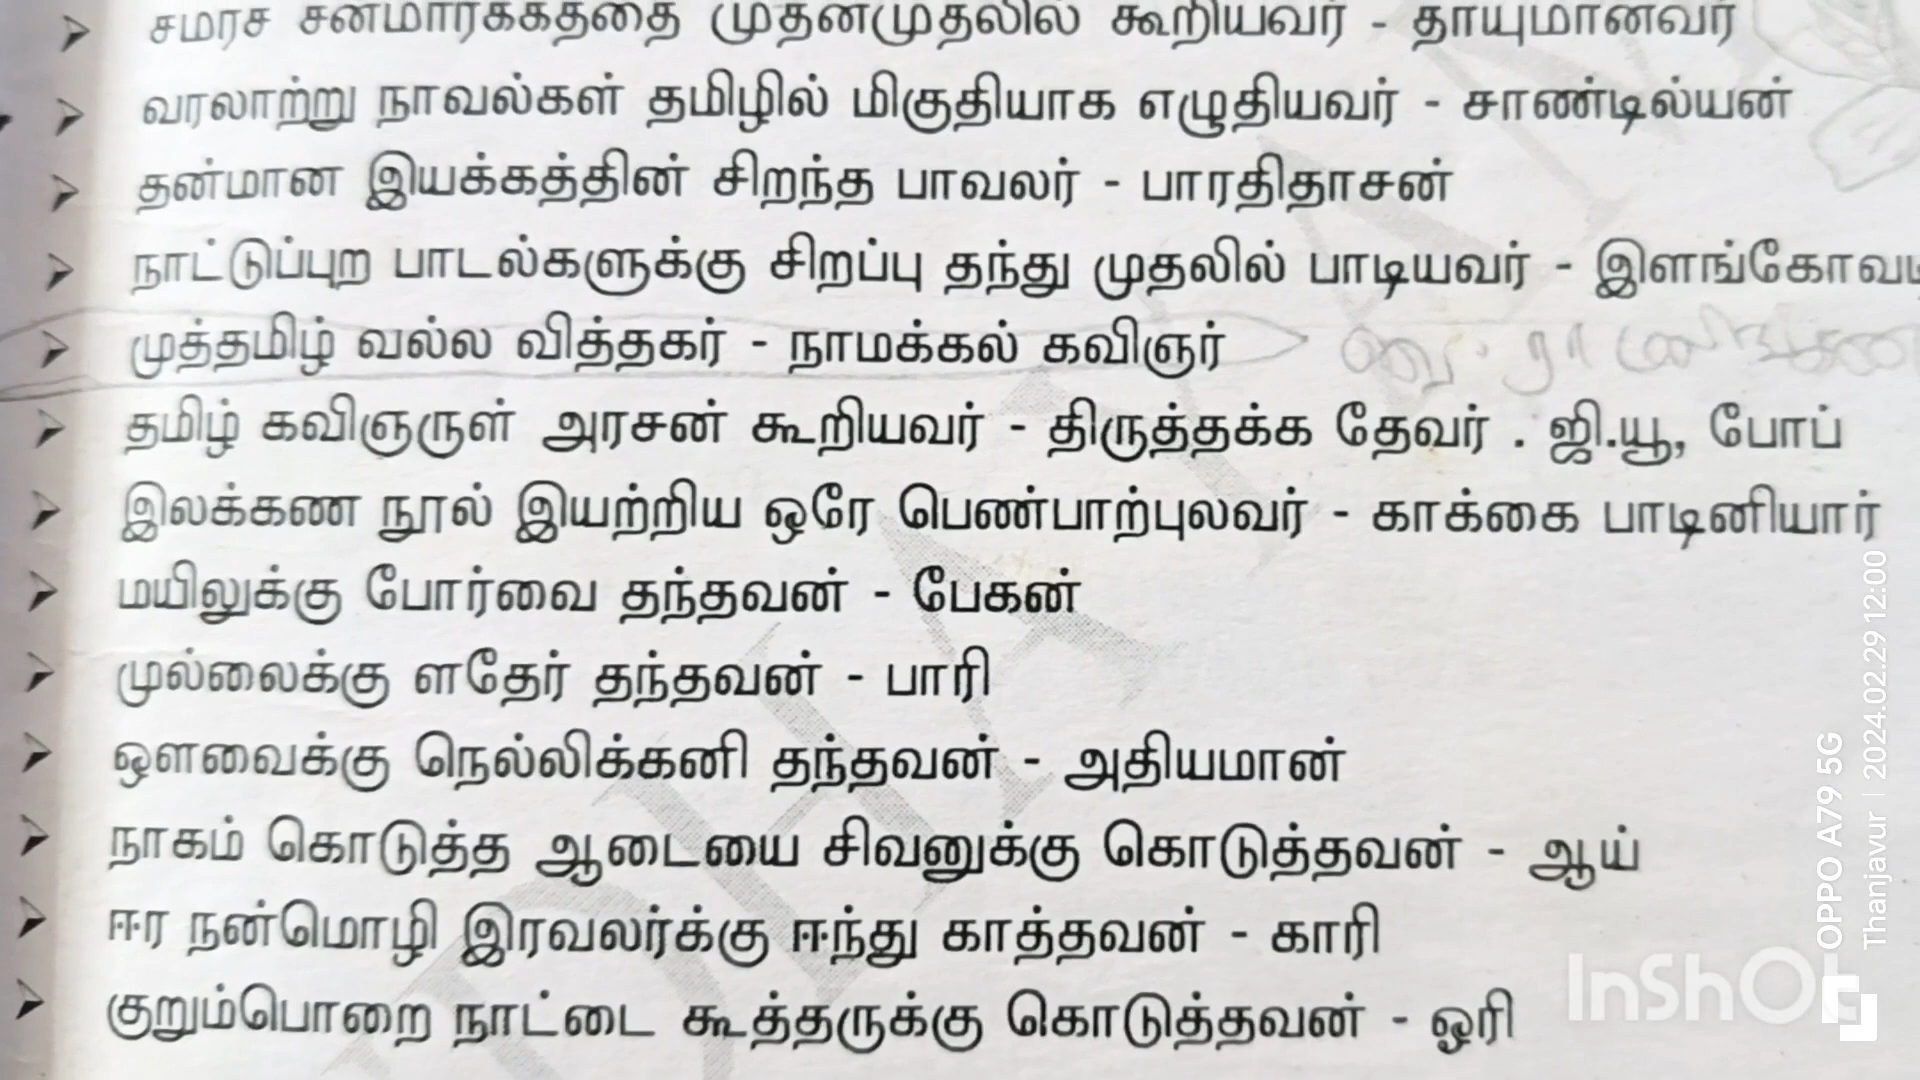 சமரச சன்மார்க்கத்தை முதன்முதலில் கூறியவர் - தாயுமானவர்
வரலாற்று நாவல்கள் தமிழில் மிகுதியாக எழுதியவர் - சாண்டில்யன்
தன்மான இயக்கத்தின் சிறந்த பாவலர் - பாரதிதாசன்
நாட்டுப்புற பாடல்களுக்கு சிறப்பு தந்து முதலில் பாடியவர் -
முத்தமிழ் வல்ல வித்தகர் - நாமக்கல் கவிஞர்
தமிழ் கவிஞருள் அரசன் கூறியவர் - திருத்தக்க தேவர் . ஜி.யூ, போப்
இலக்கண நூல் இயற்றிய ஒரே பெண்பாற்புலவர் - காக்கை பாடினியார்
மயிலுக்கு போர்வை தந்தவன் - பேகன்
முல்லைக்கு ளதேர் தந்தவன் - பாரி
ஔவைக்கு நெல்லிக்கனி தந்தவன் - அதியமான்
நாகம் கொடுத்த ஆடையை சிவனுக்கு கொடுத்தவன் - ஆய்
ஈர நன்மொழி இரவலர்க்கு ஈந்து காத்தவன் - காரி
குறும்பொறை நாட்டை கூத்தருக்கு கொடுத்தவன் - ஓரி
OPPO A79 5G
Thanjavur | 2024.02.29 12:00
InShOt